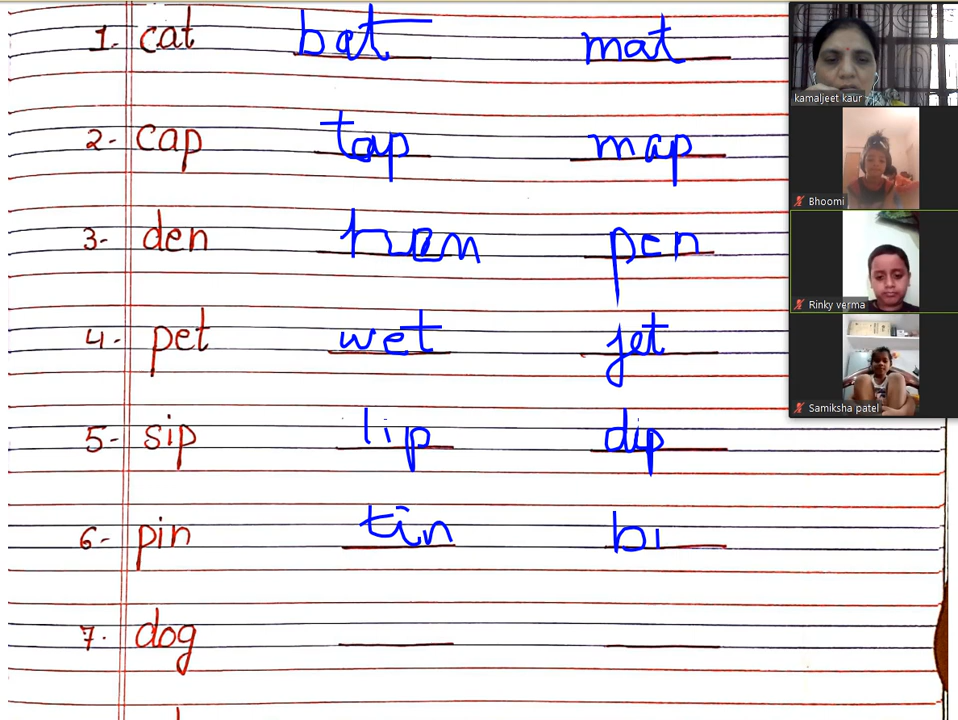 1. cat bat mat
2. cap tap map
3- den hen pen
4- pet wet jet
5- sip lip dip
6- pin tin bi
7. dog
kamaljeet kaur
Bhoomi
Rinky verma
Samiksha patel